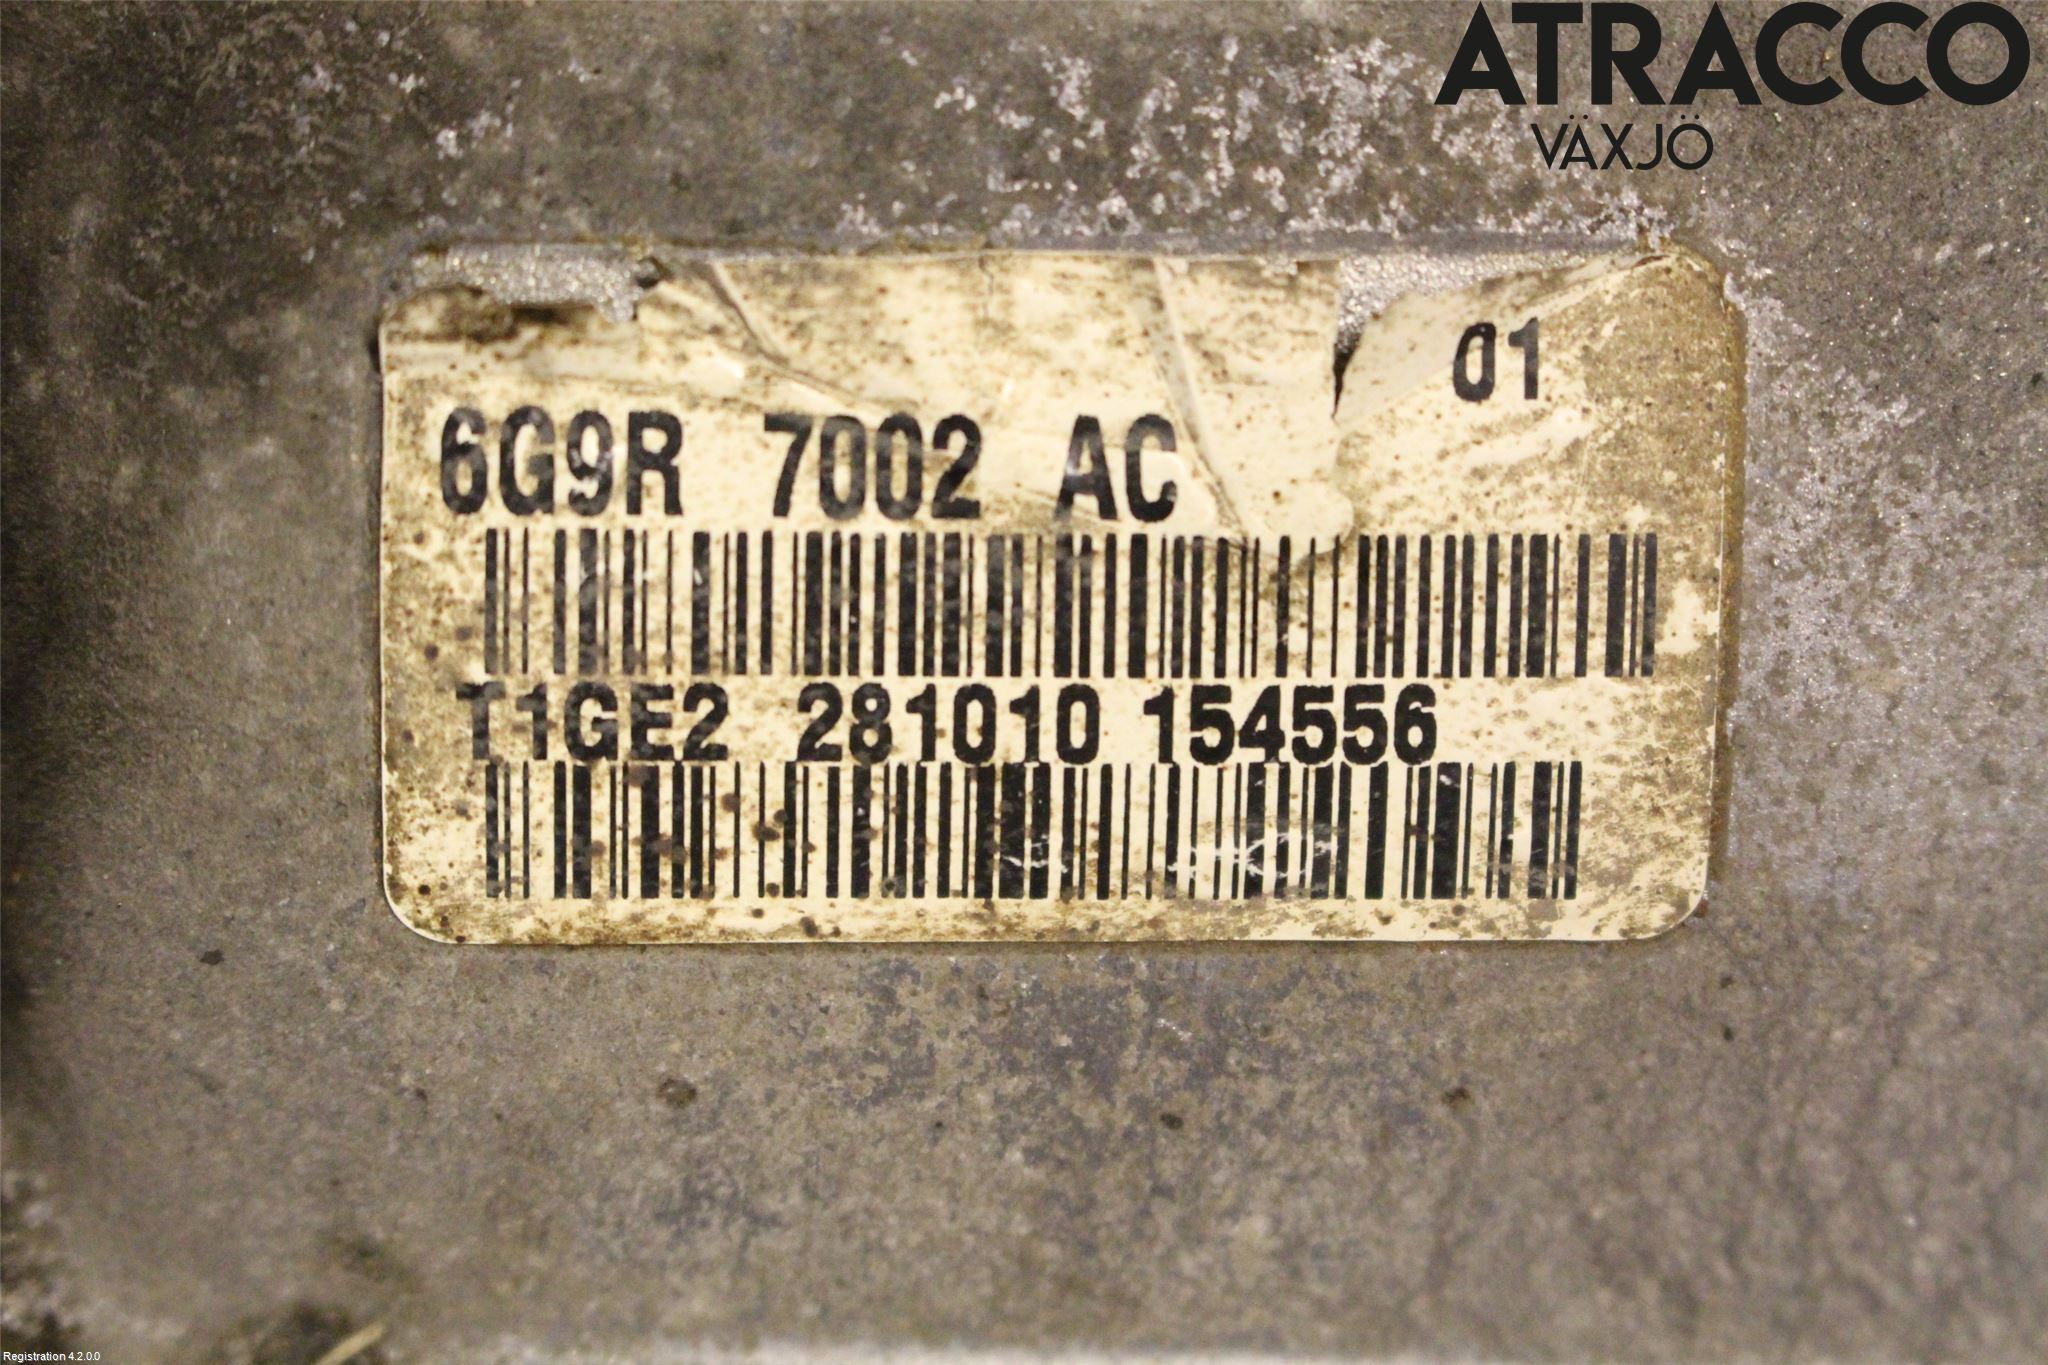 ATRACCO
VÄXJÖ
01
6G9R 7002 AC
T1GE2 281010 154556
Registration 4.2.0.0